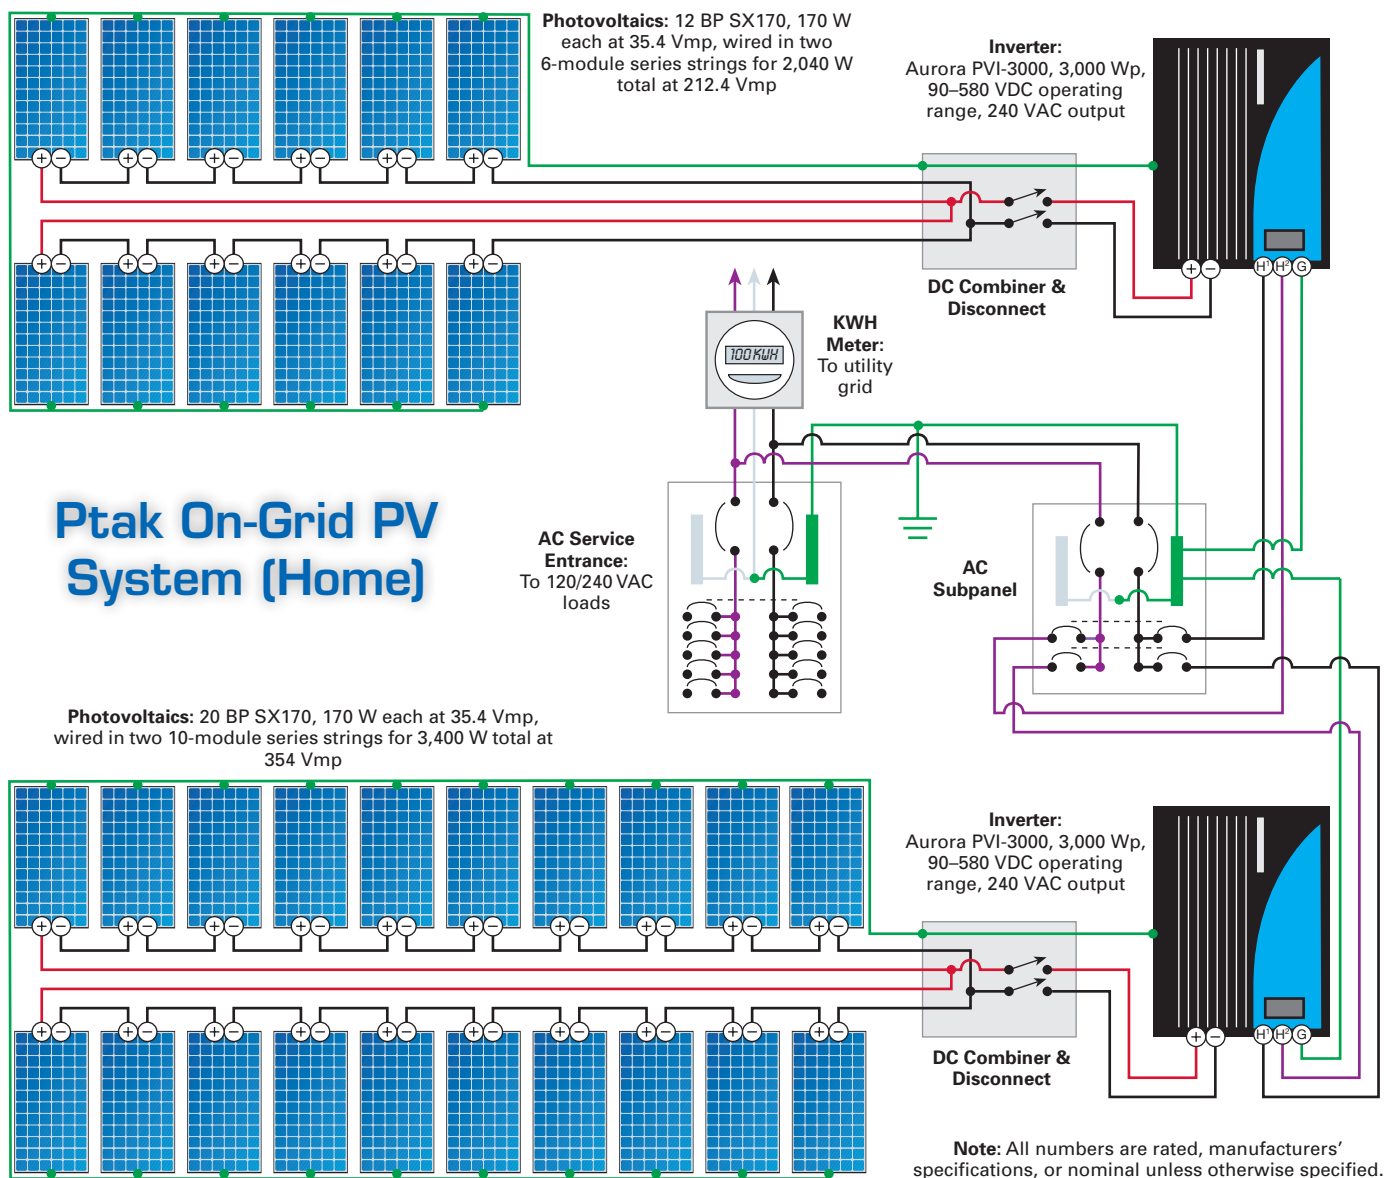 Photovoltaics: 12 BP SX170, 170 W
each at 35.4 Vmp, wired in two
6-module series strings for 2,040 W
total at 212.4 Vmp
Inverter:
Aurora PVI-3000, 3,000 Wp,
90–580 VDC operating
range, 240 VAC output
+ − + − + − + − + − + −
+ − + − + − + − + − + −
+ − H¹ H² G
DC Combiner &
Disconnect
KWH
Meter:
To utility
grid
100 KWH
Ptak On-Grid PV
System (Home)
AC Service
Entrance:
To 120/240 VAC
loads
AC
Subpanel
Photovoltaics: 20 BP SX170, 170 W each at 35.4 Vmp,
wired in two 10-module series strings for 3,400 W total at
354 Vmp
Inverter:
Aurora PVI-3000, 3,000 Wp,
90–580 VDC operating
range, 240 VAC output
+ − + − + − + − + − + − + − + − + − + −
+ − + − + − + − + − + − + − + − + − + −
+ − H¹ H² G
DC Combiner &
Disconnect
Note: All numbers are rated, manufacturers’
specifications, or nominal unless otherwise specified.